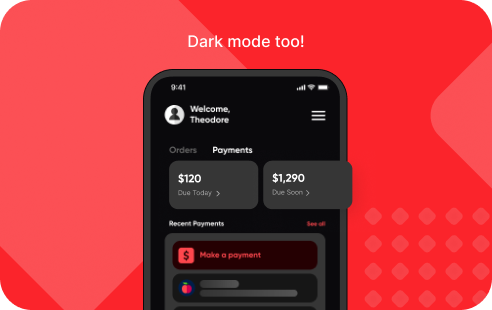 Dark mode too!
9:41
Welcome,
Theodore
Orders Payments
$120
Due Today >
$1,290
Due Soon >
Recent Payments See all
$ Make a payment